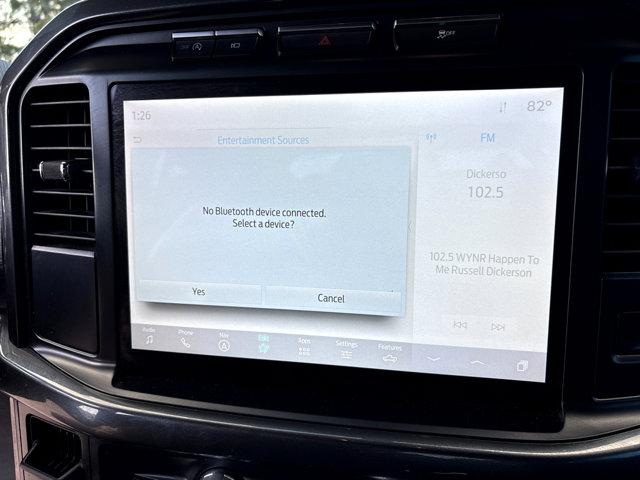 OFF
1:26
82°
Entertainment Sources
FM
No Bluetooth device connected.
Select a device?
Dickerso
102.5
102.5 WYNR Happen To
Me Russell Dickerson
Yes
Cancel
Audio
Phone
Nav
Edit
Apps
Settings
Features